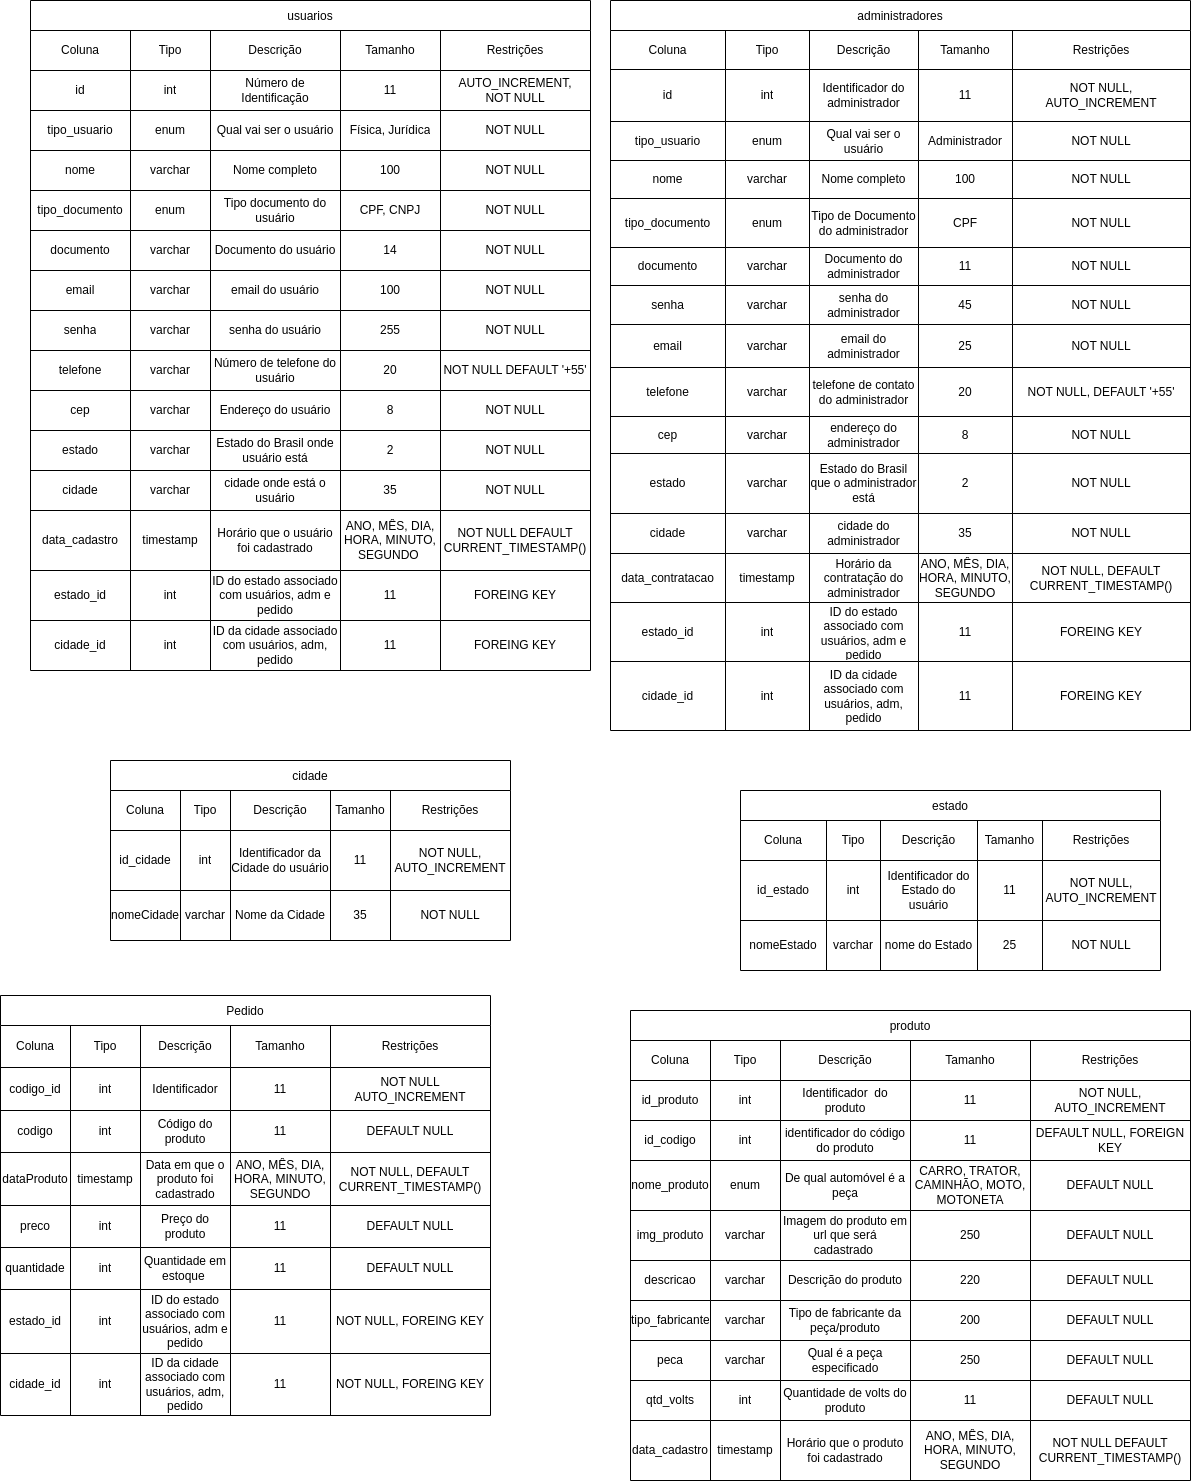 usuarios
Coluna Tipo Descrição Tamanho Restrições
id int Número de Identificação 11 AUTO_INCREMENT, NOT NULL
tipo_usuario enum Qual vai ser o usuário Física, Jurídica NOT NULL
nome varchar Nome completo 100 NOT NULL
tipo_documento enum Tipo documento do usuário CPF, CNPJ NOT NULL
documento varchar Documento do usuário 14 NOT NULL
email varchar email do usuário 100 NOT NULL
senha varchar senha do usuário 255 NOT NULL
telefone varchar Número de telefone do usuário 20 NOT NULL DEFAULT '+55'
cep varchar Endereço do usuário 8 NOT NULL
estado varchar Estado do Brasil onde usuário está 2 NOT NULL
cidade varchar cidade onde está o usuário 35 NOT NULL
data_cadastro timestamp Horário que o usuário foi cadastrado ANO, MÊS, DIA, HORA, MINUTO, SEGUNDO NOT NULL DEFAULT CURRENT_TIMESTAMP()
estado_id int ID do estado associado com usuários, adm e pedido 11 FOREING KEY
cidade_id int ID da cidade associado com usuários, adm, pedido 11 FOREING KEY
administradores
Coluna Tipo Descrição Tamanho Restrições
id int Identificador do administrador 11 NOT NULL, AUTO_INCREMENT
tipo_usuario enum Qual vai ser o usuário Administrador NOT NULL
nome varchar Nome completo 100 NOT NULL
tipo_documento enum Tipo de Documento do administrador CPF NOT NULL
documento varchar Documento do administrador 11 NOT NULL
senha varchar senha do administrador 45 NOT NULL
email varchar email do administrador 25 NOT NULL
telefone varchar telefone de contato do administrador 20 NOT NULL, DEFAULT '+55'
cep varchar endereço do administrador 8 NOT NULL
estado varchar Estado do Brasil que o administrador está 2 NOT NULL
cidade varchar cidade do administrador 35 NOT NULL
data_contratacao timestamp Horário da contratação do administrador ANO, MÊS, DIA, HORA, MINUTO, SEGUNDO NOT NULL, DEFAULT CURRENT_TIMESTAMP()
estado_id int ID do estado associado com usuários, adm e pedido 11 FOREING KEY
cidade_id int ID da cidade associado com usuários, adm, pedido 11 FOREING KEY
cidade
Coluna Tipo Descrição Tamanho Restrições
id_cidade int Identificador da Cidade do usuário 11 NOT NULL, AUTO_INCREMENT
nomeCidade varchar Nome da Cidade 35 NOT NULL
estado
Coluna Tipo Descrição Tamanho Restrições
id_estado int Identificador do Estado do usuário 11 NOT NULL, AUTO_INCREMENT
nomeEstado varchar nome do Estado 25 NOT NULL
Pedido
Coluna Tipo Descrição Tamanho Restrições
codigo_id int Identificador 11 NOT NULL AUTO_INCREMENT
codigo int Código do produto 11 DEFAULT NULL
dataProduto timestamp Data em que o produto foi cadastrado ANO, MÊS, DIA, HORA, MINUTO, SEGUNDO NOT NULL, DEFAULT CURRENT_TIMESTAMP()
preco int Preço do produto 11 DEFAULT NULL
quantidade int Quantidade em estoque 11 DEFAULT NULL
estado_id int ID do estado associado com usuários, adm e pedido 11 NOT NULL, FOREING KEY
cidade_id int ID da cidade associado com usuários, adm, pedido 11 NOT NULL, FOREING KEY
produto
Coluna Tipo Descrição Tamanho Restrições
id_produto int Identificador do produto 11 NOT NULL, AUTO_INCREMENT
id_codigo int identificador do código do produto 11 DEFAULT NULL, FOREIGN KEY
nome_produto enum De qual automóvel é a peça CARRO, TRATOR, CAMINHÃO, MOTO, MOTONETA DEFAULT NULL
img_produto varchar Imagem do produto em url que será cadastrado 250 DEFAULT NULL
descricao varchar Descrição do produto 220 DEFAULT NULL
tipo_fabricante varchar Tipo de fabricante da peça/produto 200 DEFAULT NULL
peca varchar Qual é a peça especificado 250 DEFAULT NULL
qtd_volts int Quantidade de volts do produto 11 DEFAULT NULL
data_cadastro timestamp Horário que o produto foi cadastrado ANO, MÊS, DIA, HORA, MINUTO, SEGUNDO NOT NULL DEFAULT CURRENT_TIMESTAMP()